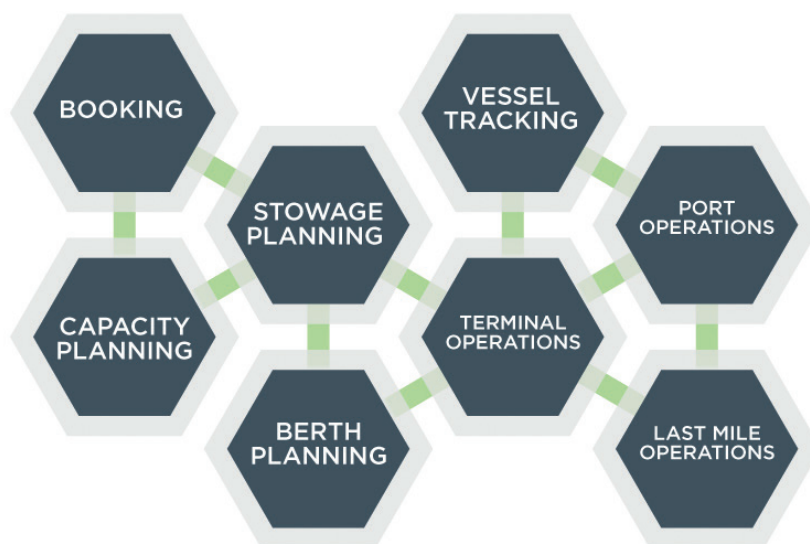 BOOKING
VESSEL
TRACKING
STOWAGE
PLANNING
PORT
OPERATIONS
CAPACITY
PLANNING
TERMINAL
OPERATIONS
BERTH
PLANNING
LAST MILE
OPERATIONS